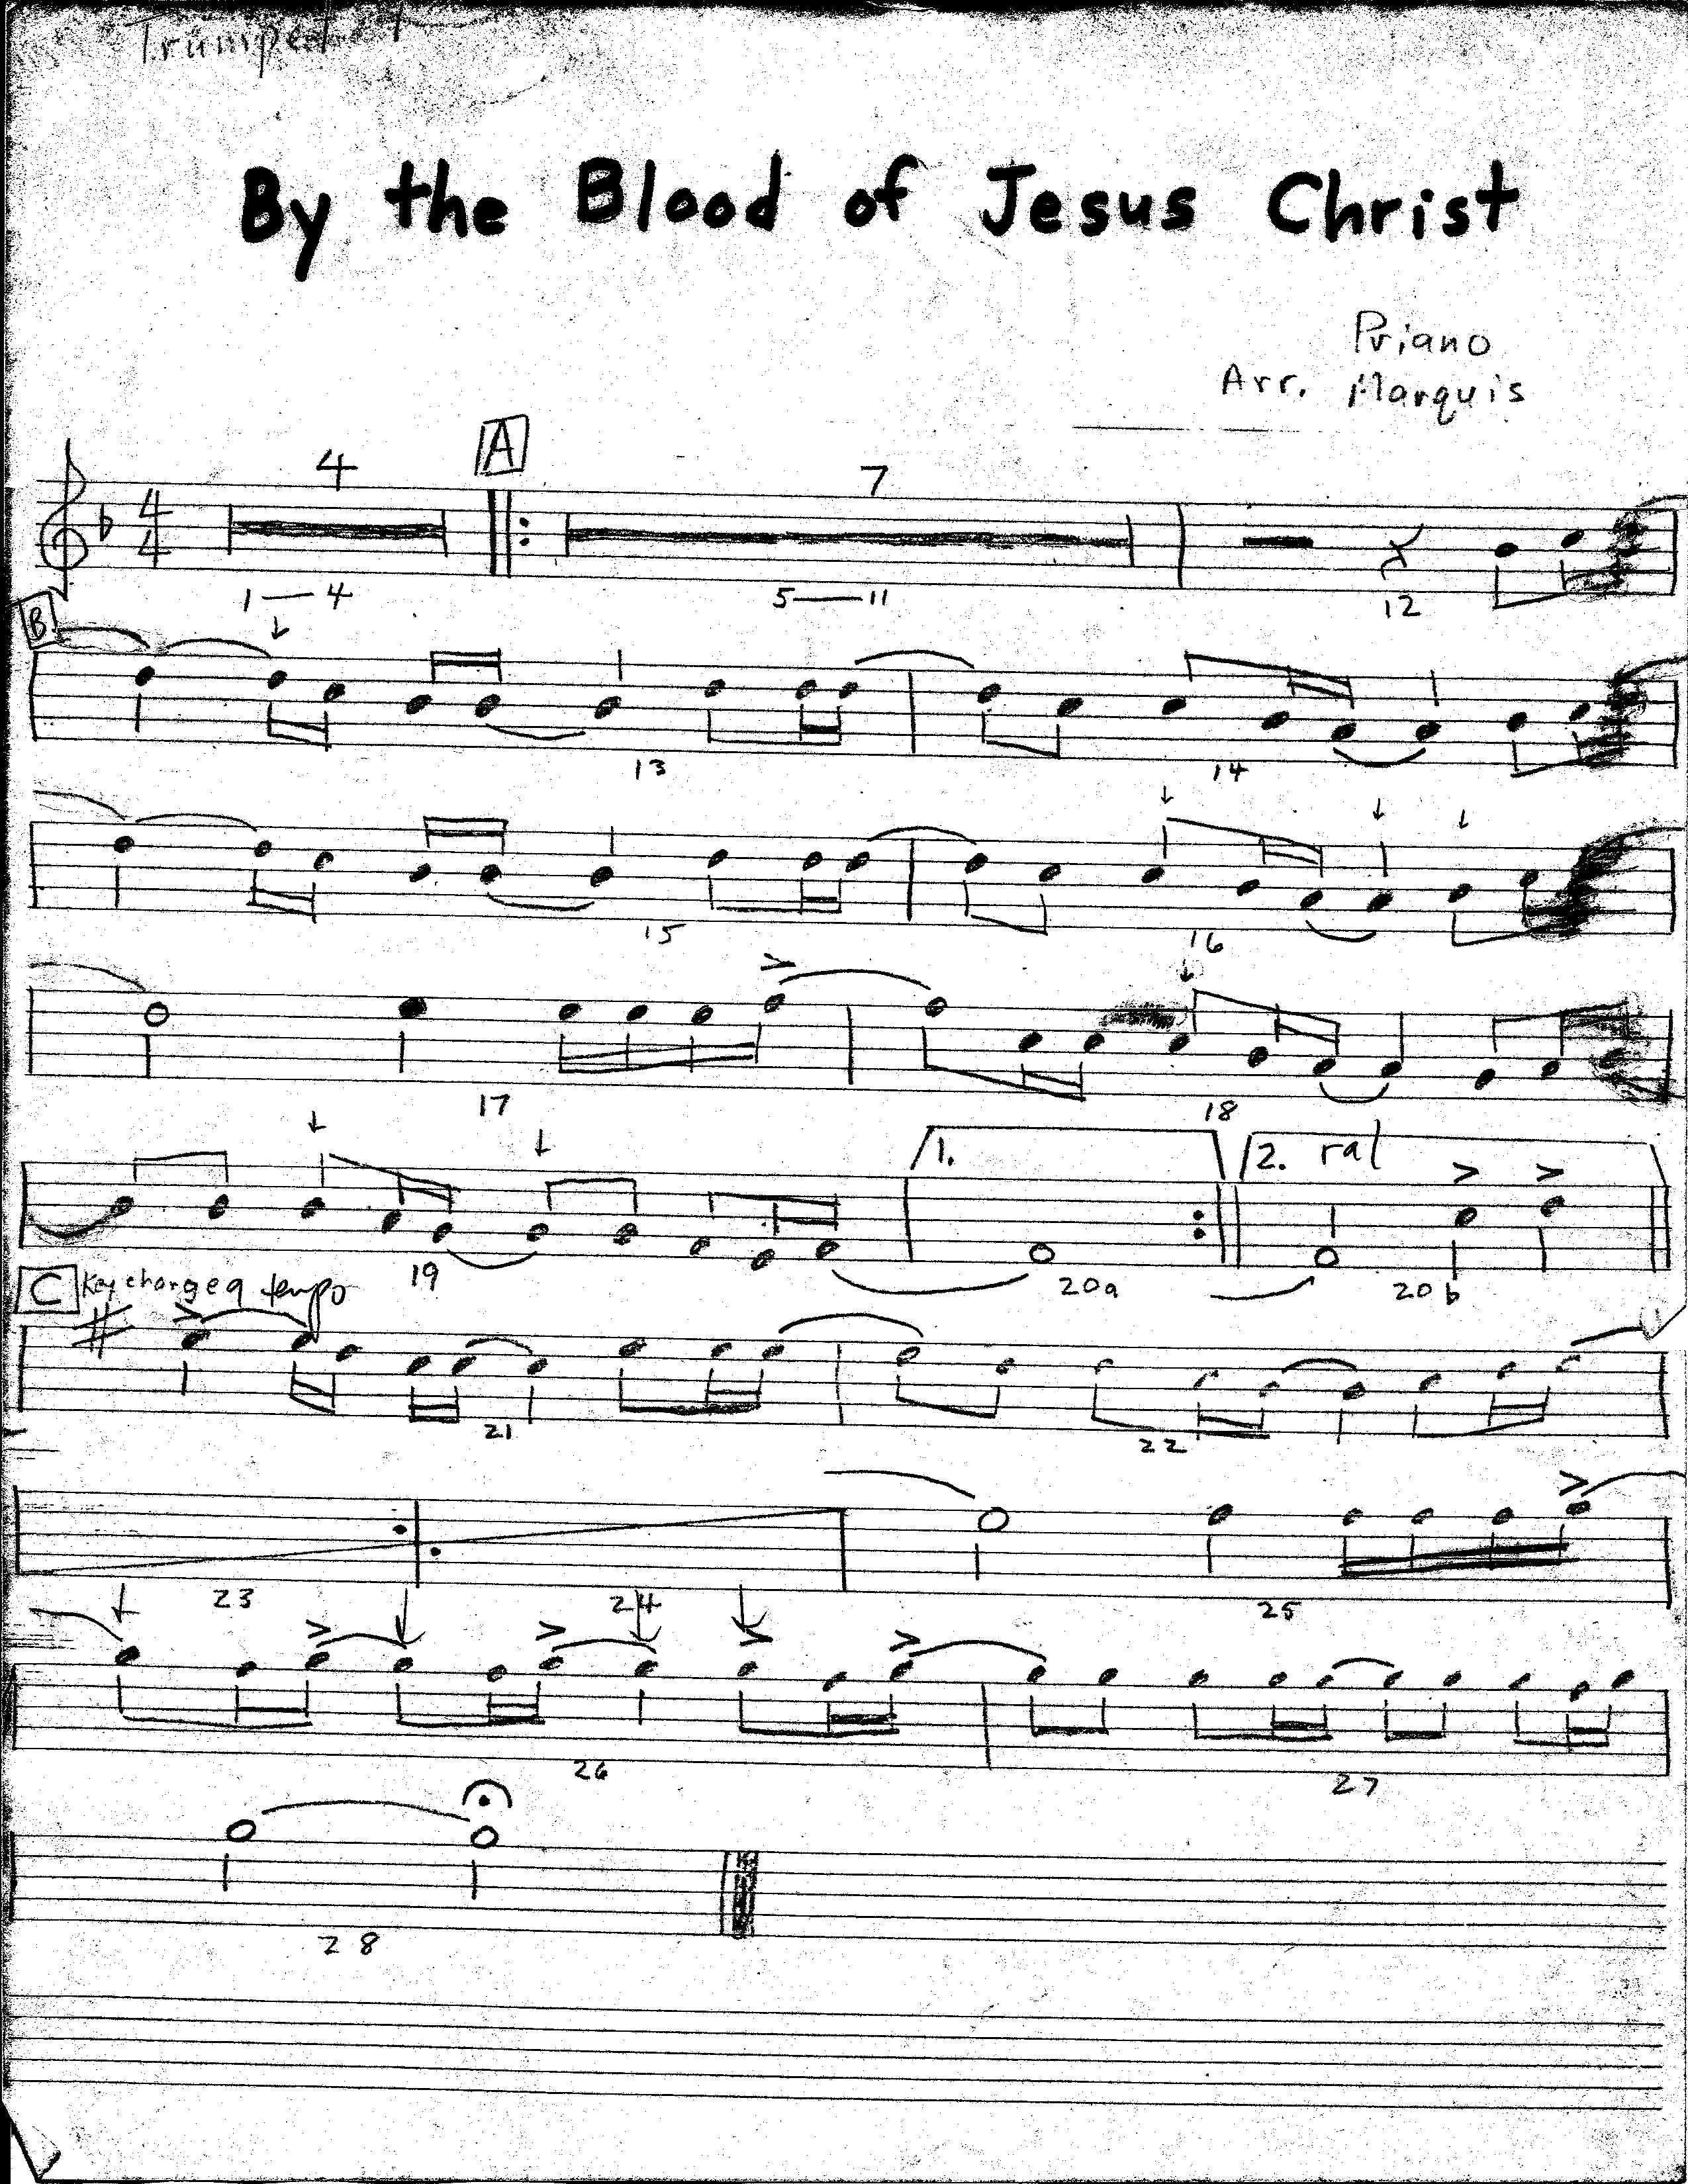 Trumpet 1
By the Blood of Jesus Christ
Priano
Arr. Marquis
4 A 7
4
4
1 — 4 5 — 11 12
B
13 14
15 16
17 18
1. 2. ral
19 20a 20b
C Key change a tempo
21 22
23 24 25
26 27
28